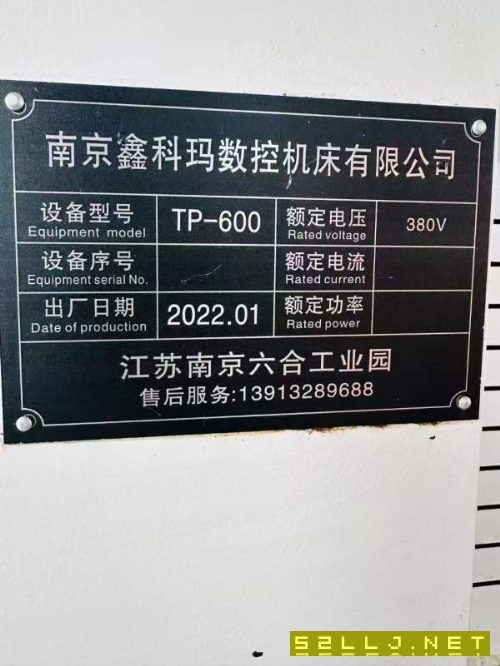 南京鑫科玛数控机床有限公司
设备型号 TP-600 额定电压 380V
Equipment model Rated voltage
设备序号 额定电流
Equipment serial No. Rated current
出厂日期 2022.01 额定功率
Date of production Rated power
江苏南京六合工业园
售后服务:13913289688
52LLJ.NET